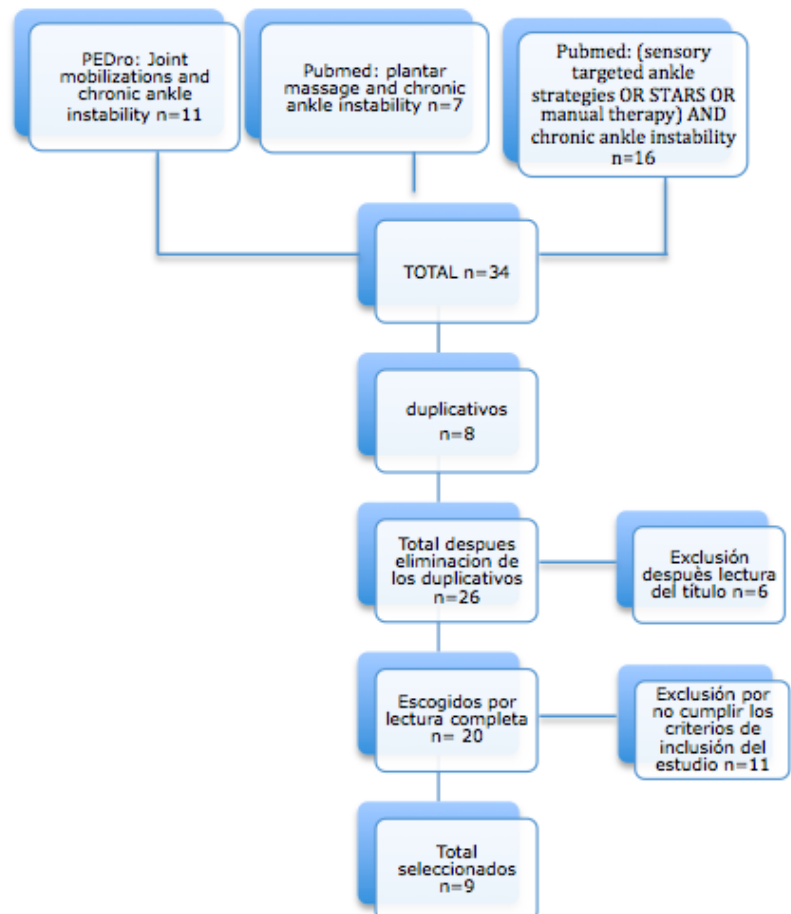 PEDro: Joint
mobilizations and
chronic ankle
instability n=11
Pubmed: plantar
massage and chronic
ankle instability n=7
Pubmed: (sensory
targeted ankle
strategies OR STARS OR
manual therapy) AND
chronic ankle instability
n=16
TOTAL n=34
duplicativos
n=8
Total despues
eliminacion de
los duplicativos
n=26
Exclusión
despuès lectura
del título n=6
Escogidos por
lectura completa
n= 20
Exclusión por
no cumplir los
criterios de
inclusión del
estudio n=11
Total
seleccionados
n=9